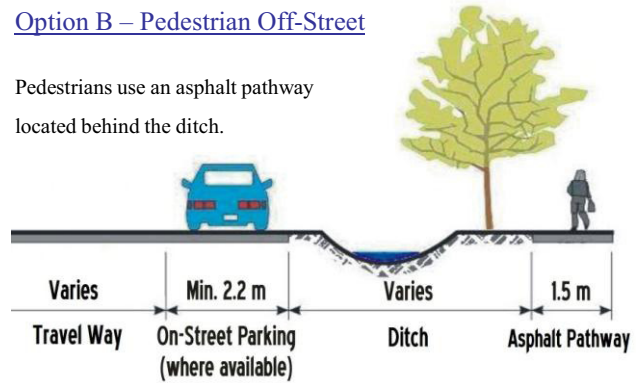 Option B – Pedestrian Off-Street
Pedestrians use an asphalt pathway
located behind the ditch.
Varies
Min. 2.2 m
Varies
1.5 m
Travel Way
On-Street Parking
(where available)
Ditch
Asphalt Pathway